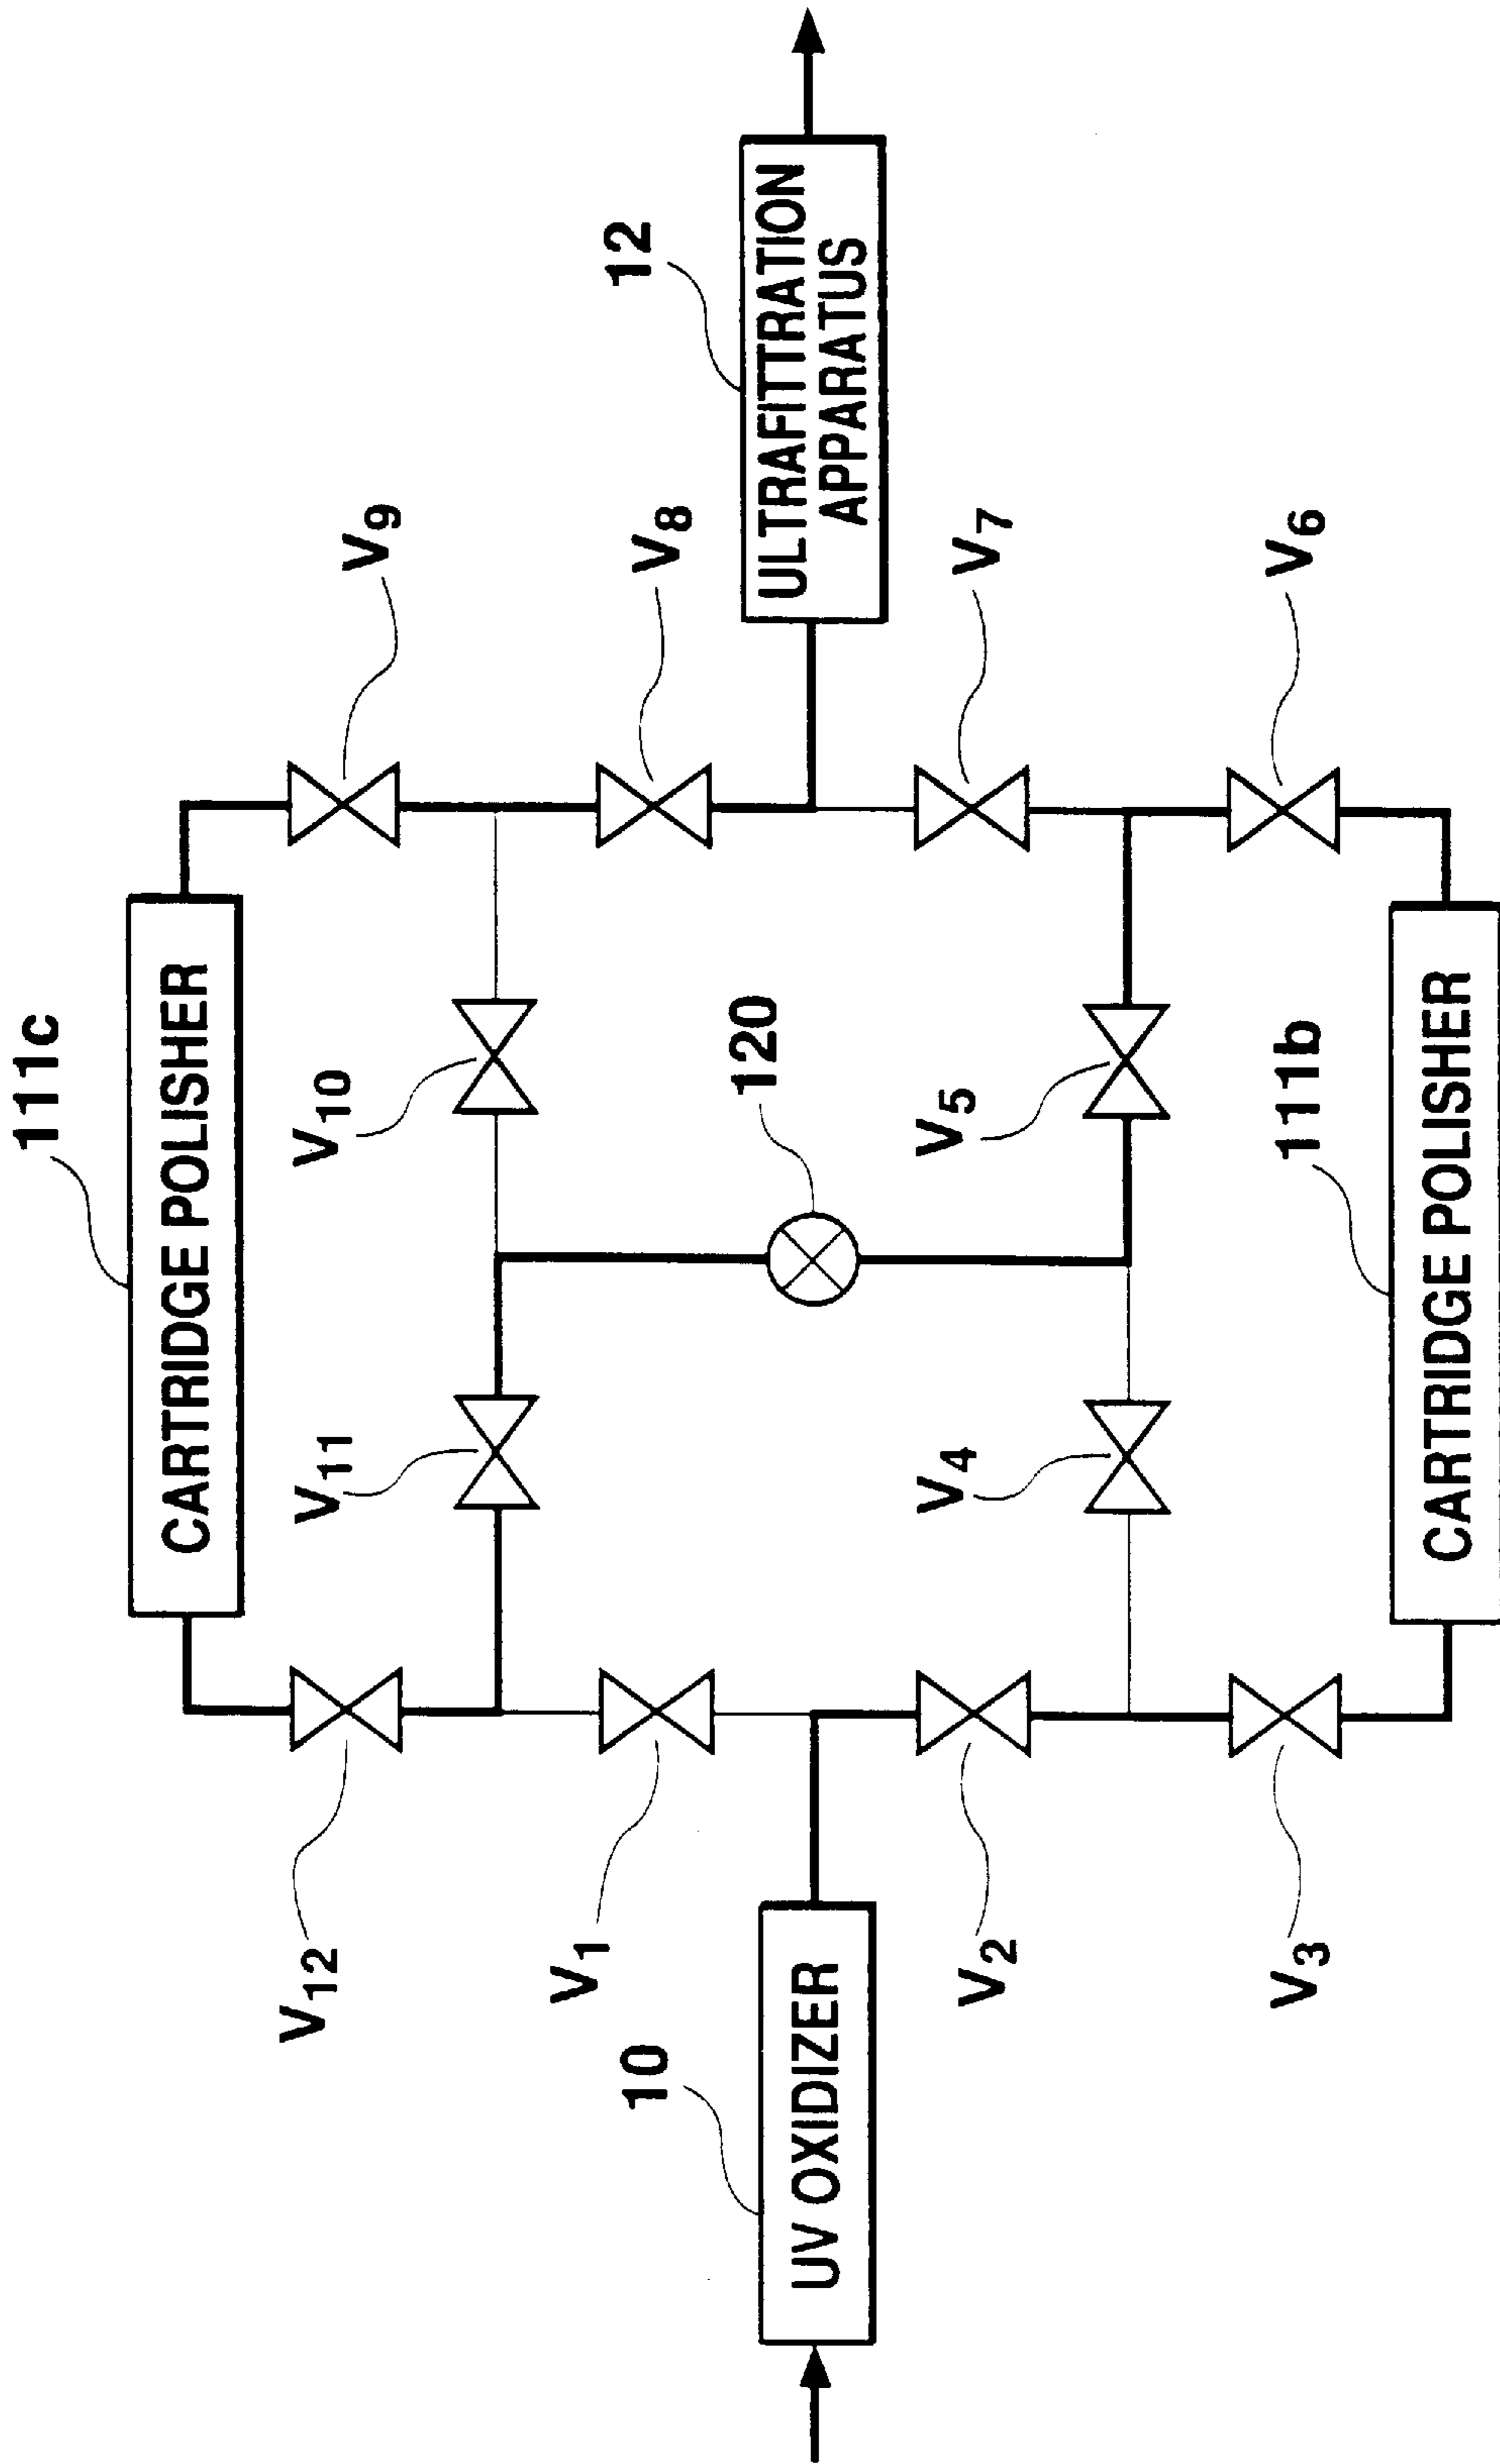 111c
CARTRIDGE POLISHER
V12
V11
V10
V9
V1
V8
10
UV OXIDIZER
120
12
ULTRAFITTRATION
APPARATUS
V2
V4
V5
V7
V3
111b
V6
CARTRIDGE POLISHER